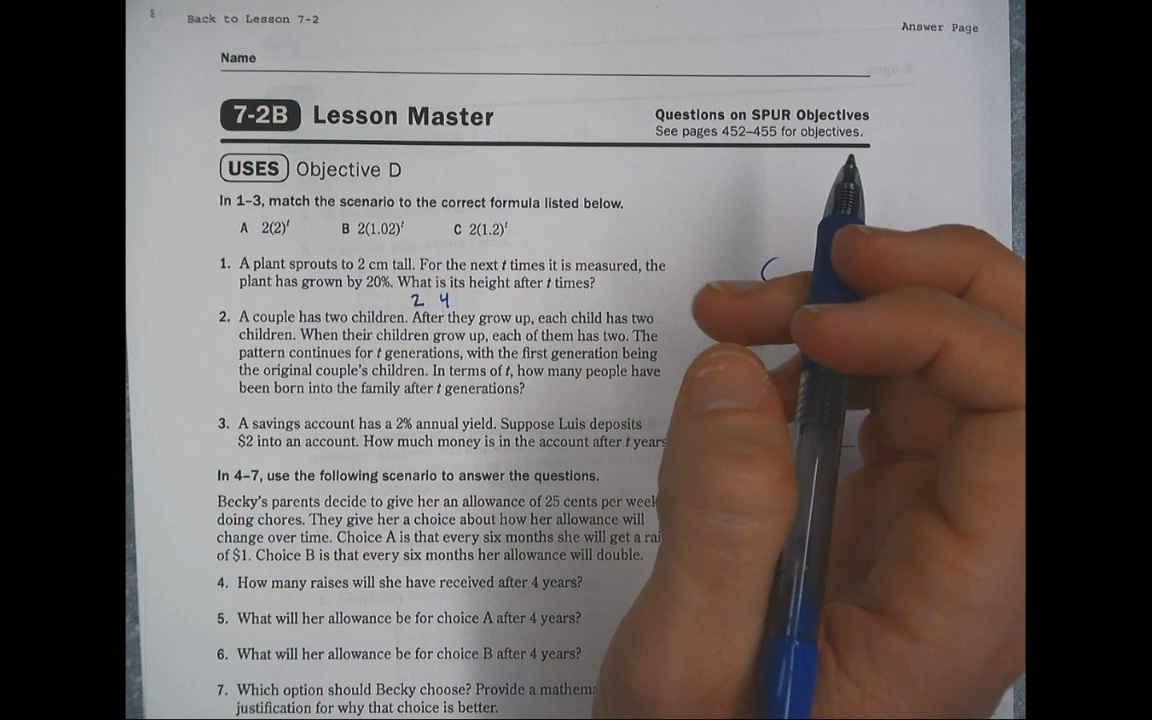 Back to Lesson 7-2
Answer Page
Name
7-2B Lesson Master
Questions on SPUR Objectives
See pages 452–455 for objectives.
USES Objective D
In 1–3, match the scenario to the correct formula listed below.
A 2(2)^t B 2(1.02)^t C 2(1.2)^t
1. A plant sprouts to 2 cm tall. For the next t times it is measured, the
plant has grown by 20%. What is its height after t times?
C
2 4
2. A couple has two children. After they grow up, each child has two
children. When their children grow up, each of them has two. The
pattern continues for t generations, with the first generation being
the original couple's children. In terms of t, how many people have
been born into the family after t generations?
3. A savings account has a 2% annual yield. Suppose Luis deposits
$2 into an account. How much money is in the account after t years
In 4–7, use the following scenario to answer the questions.
Becky's parents decide to give her an allowance of 25 cents per week
doing chores. They give her a choice about how her allowance will
change over time. Choice A is that every six months she will get a rai
of $1. Choice B is that every six months her allowance will double.
4. How many raises will she have received after 4 years?
5. What will her allowance be for choice A after 4 years?
6. What will her allowance be for choice B after 4 years?
7. Which option should Becky choose? Provide a mathem
justification for why that choice is better.